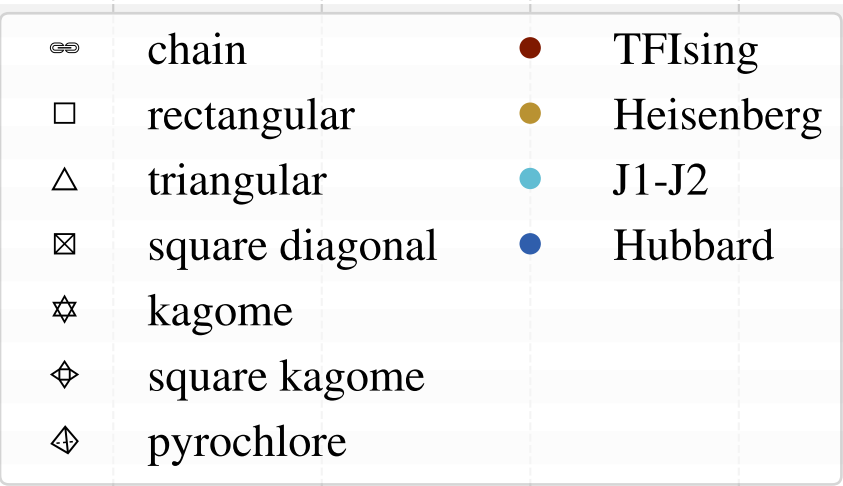 chain TFIsing
rectangular Heisenberg
triangular J1-J2
square diagonal Hubbard
kagome
square kagome
pyrochlore